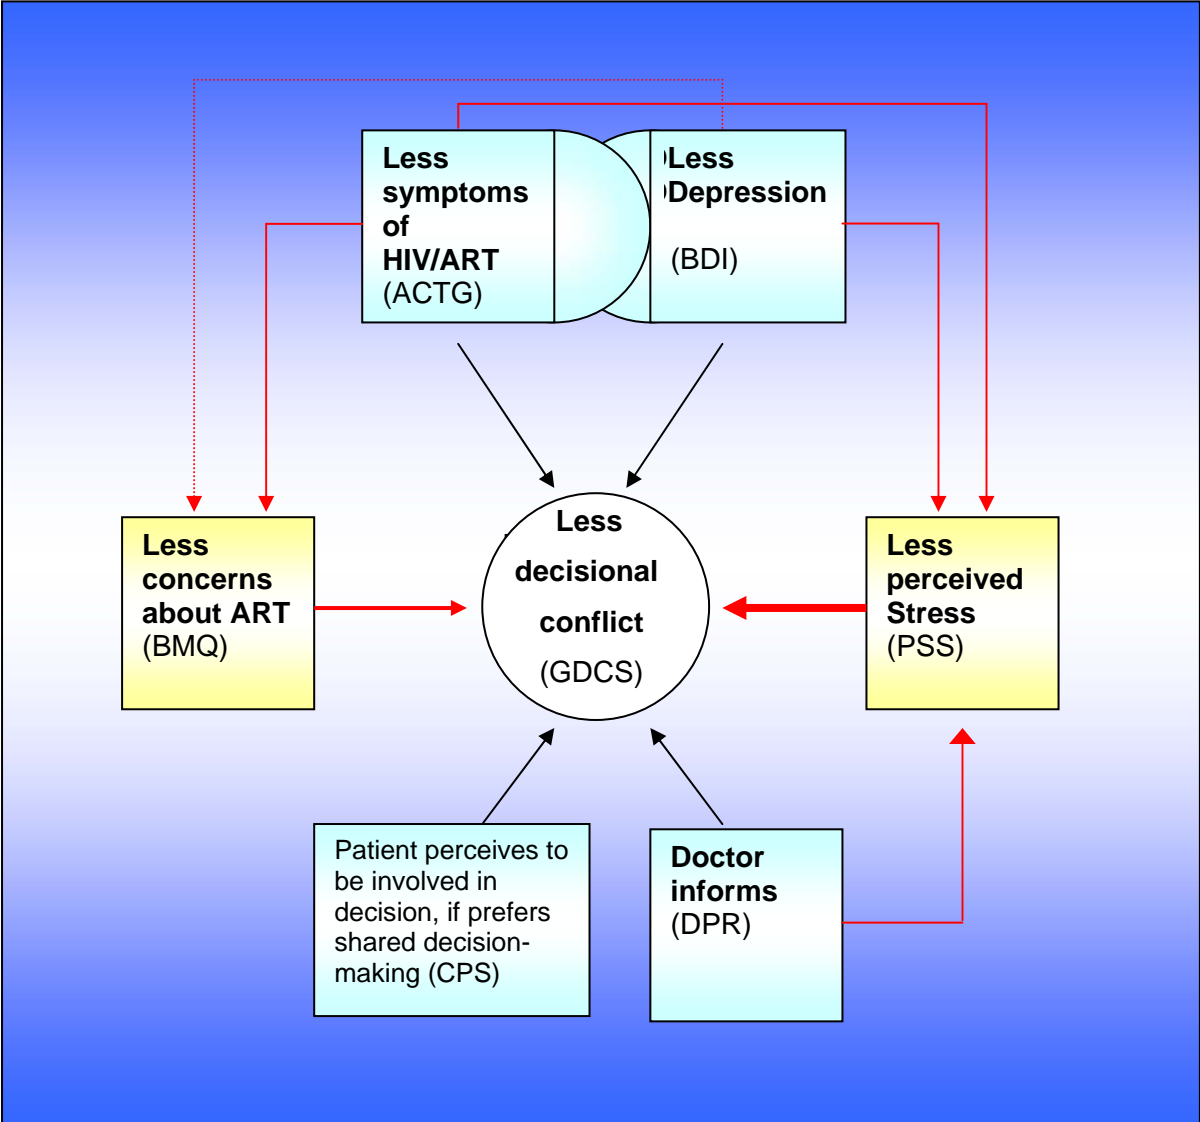 Less
symptoms
of
HIV/ART
(ACTG)
Less
Depression
(BDI)
Less
concerns
about ART
(BMQ)
Less
decisional
conflict
(GDCS)
Less
perceived
Stress
(PSS)
Patient perceives to
be involved in
decision, if prefers
shared decision-
making (CPS)
Doctor
informs
(DPR)